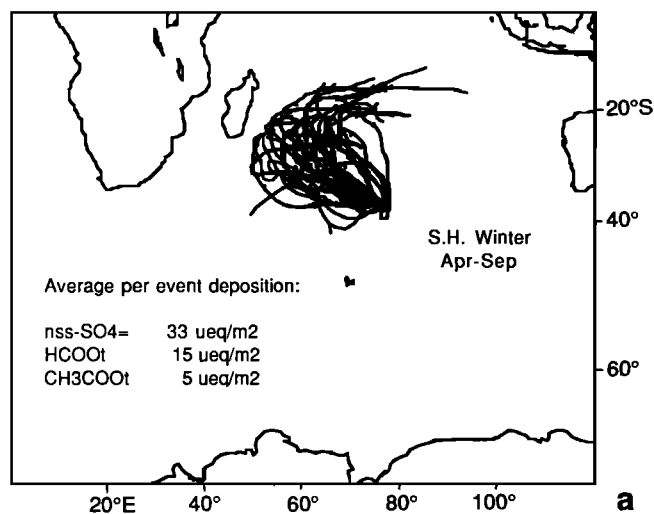 20°S
40°
S.H. Winter
Apr-Sep
Average per event deposition:
nss-SO4= 33 ueq/m2
HCOOt 15 ueq/m2
CH3COOt 5 ueq/m2
60°
20°E 40° 60° 80° 100°
a